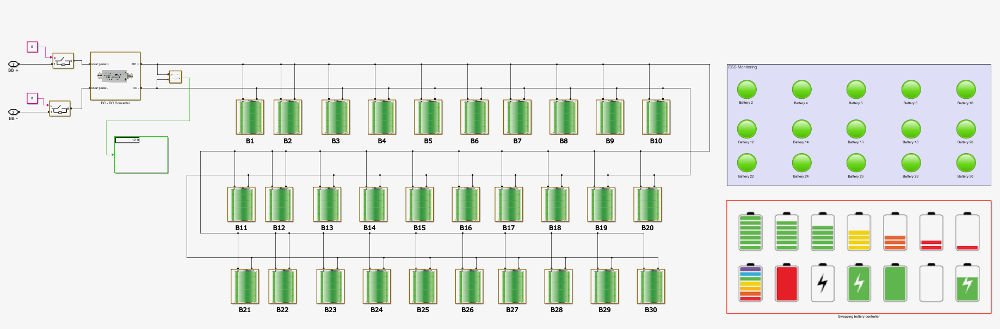 0
g
1
2
1
BB +
solar panel +
DC +
solar panel -
DC -
DC - DC Converter
0
g
1
2
2
BB -
12.9
B1 B2 B3 B4 B5 B6 B7 B8 B9 B10
B11 B12 B13 B14 B15 B16 B17 B18 B19 B20
B21 B22 B23 B24 B25 B26 B27 B28 B29 B30
ESS Monitoring
Battery 2 Battery 4 Battery 6 Battery 8 Battery 10
Battery 12 Battery 14 Battery 16 Battery 18 Battery 20
Battery 22 Battery 24 Battery 26 Battery 28 Battery 30
Swapping battery controller